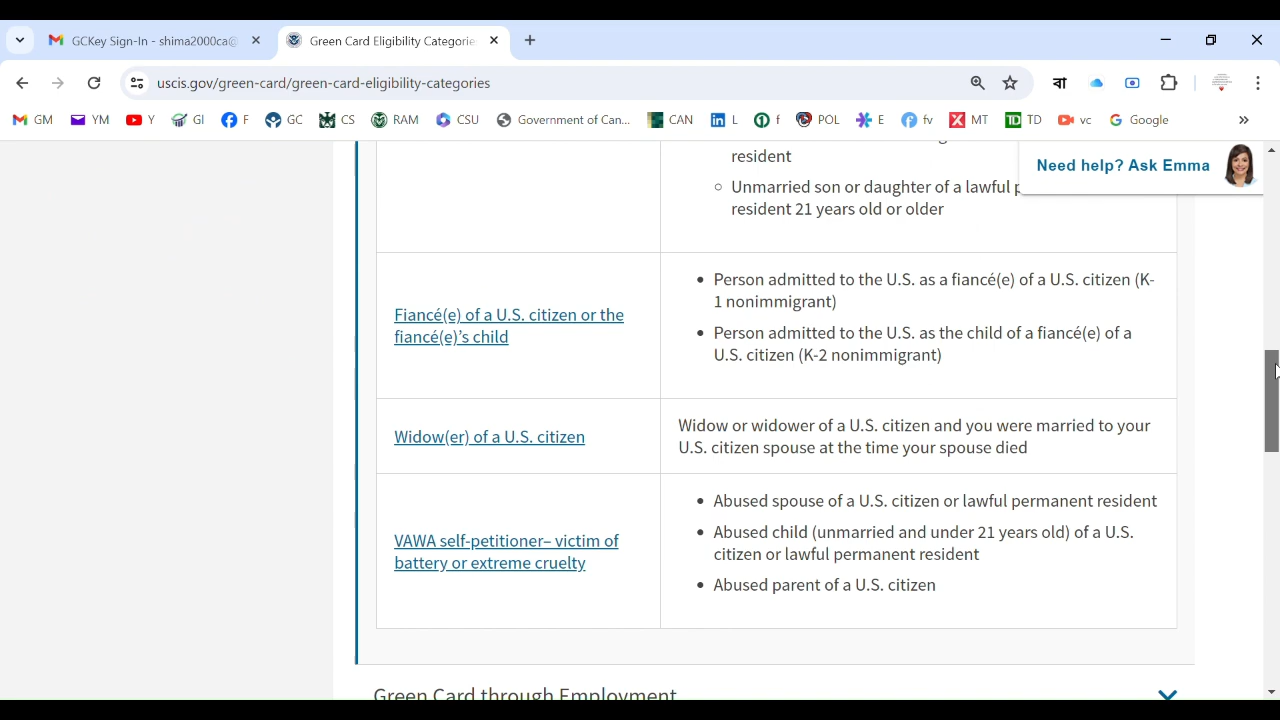 GCKey Sign-In - shima2000ca@
Green Card Eligibility Categorie
uscis.gov/green-card/green-card-eligibility-categories
বা
GM YM Y GI F GC CS RAM CSU Government of Can... CAN L f POL E fv MT TD vc Google »
resident
Need help? Ask Emma
Unmarried son or daughter of a lawful
resident 21 years old or older
Fiancé(e) of a U.S. citizen or the
fiancé(e)'s child
• Person admitted to the U.S. as a fiancé(e) of a U.S. citizen (K-
1 nonimmigrant)
• Person admitted to the U.S. as the child of a fiancé(e) of a
U.S. citizen (K-2 nonimmigrant)
Widow(er) of a U.S. citizen
Widow or widower of a U.S. citizen and you were married to your
U.S. citizen spouse at the time your spouse died
VAWA self-petitioner– victim of
battery or extreme cruelty
• Abused spouse of a U.S. citizen or lawful permanent resident
• Abused child (unmarried and under 21 years old) of a U.S.
citizen or lawful permanent resident
• Abused parent of a U.S. citizen
Green Card through Employment